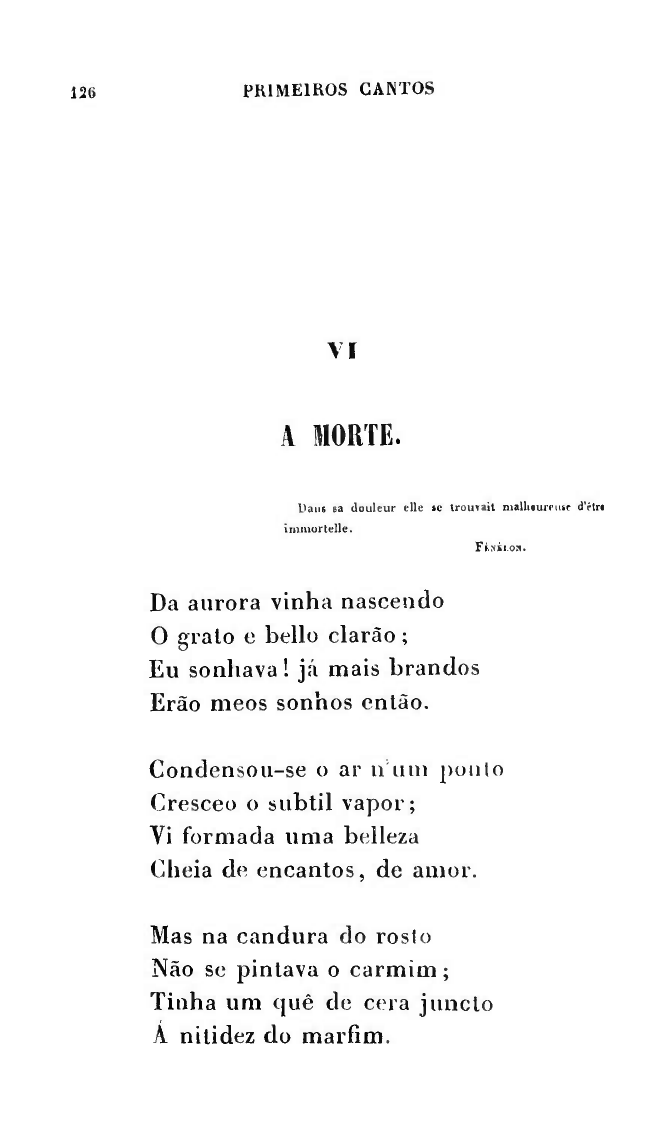 126 PRIMEIROS CANTOS
VI
A MORTE.
Dans sa douleur elle se trouvait malheureuse d'être
immortelle.
FÉNÉLON.
Da aurora vinha nascendo
O grato e bello clarão ;
Eu sonhava ! já mais brandos
Erão meos sonhos então.
Condensou-se o ar n'um ponto
Cresceo o subtil vapor ;
Vi formada uma belleza
Cheia de encantos, de amor.
Mas na candura do rosto
Não se pintava o carmim ;
Tinha um quê de cera juncto
Á nitidez do marfim.